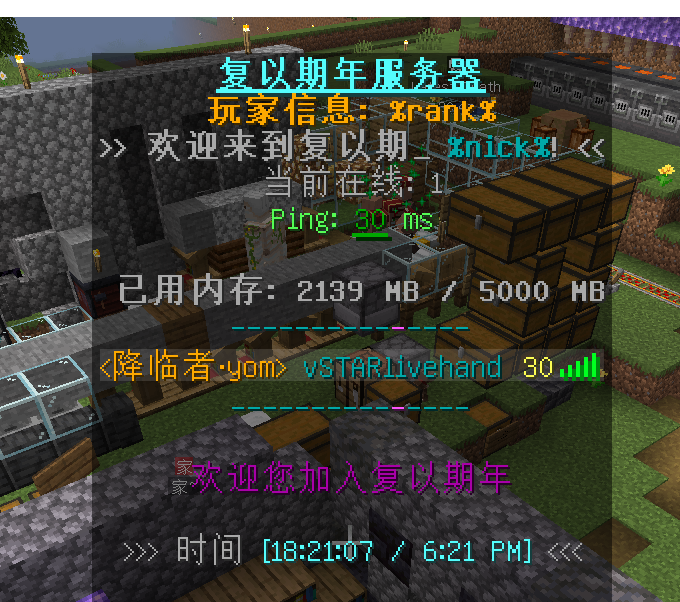 复以期年服务器
玩家信息: %rank%
>> 欢迎来到复以期_ %nick%! <<
当前在线: 1
Ping: 30 ms
已用内存: 2139 MB / 5000 MB
---------------
<降临者·yom> vSTARlivehand 30
---------------
家
家
欢迎您加入复以期年
>>> 时间 [18:21:07 / 6:21 PM] <<<